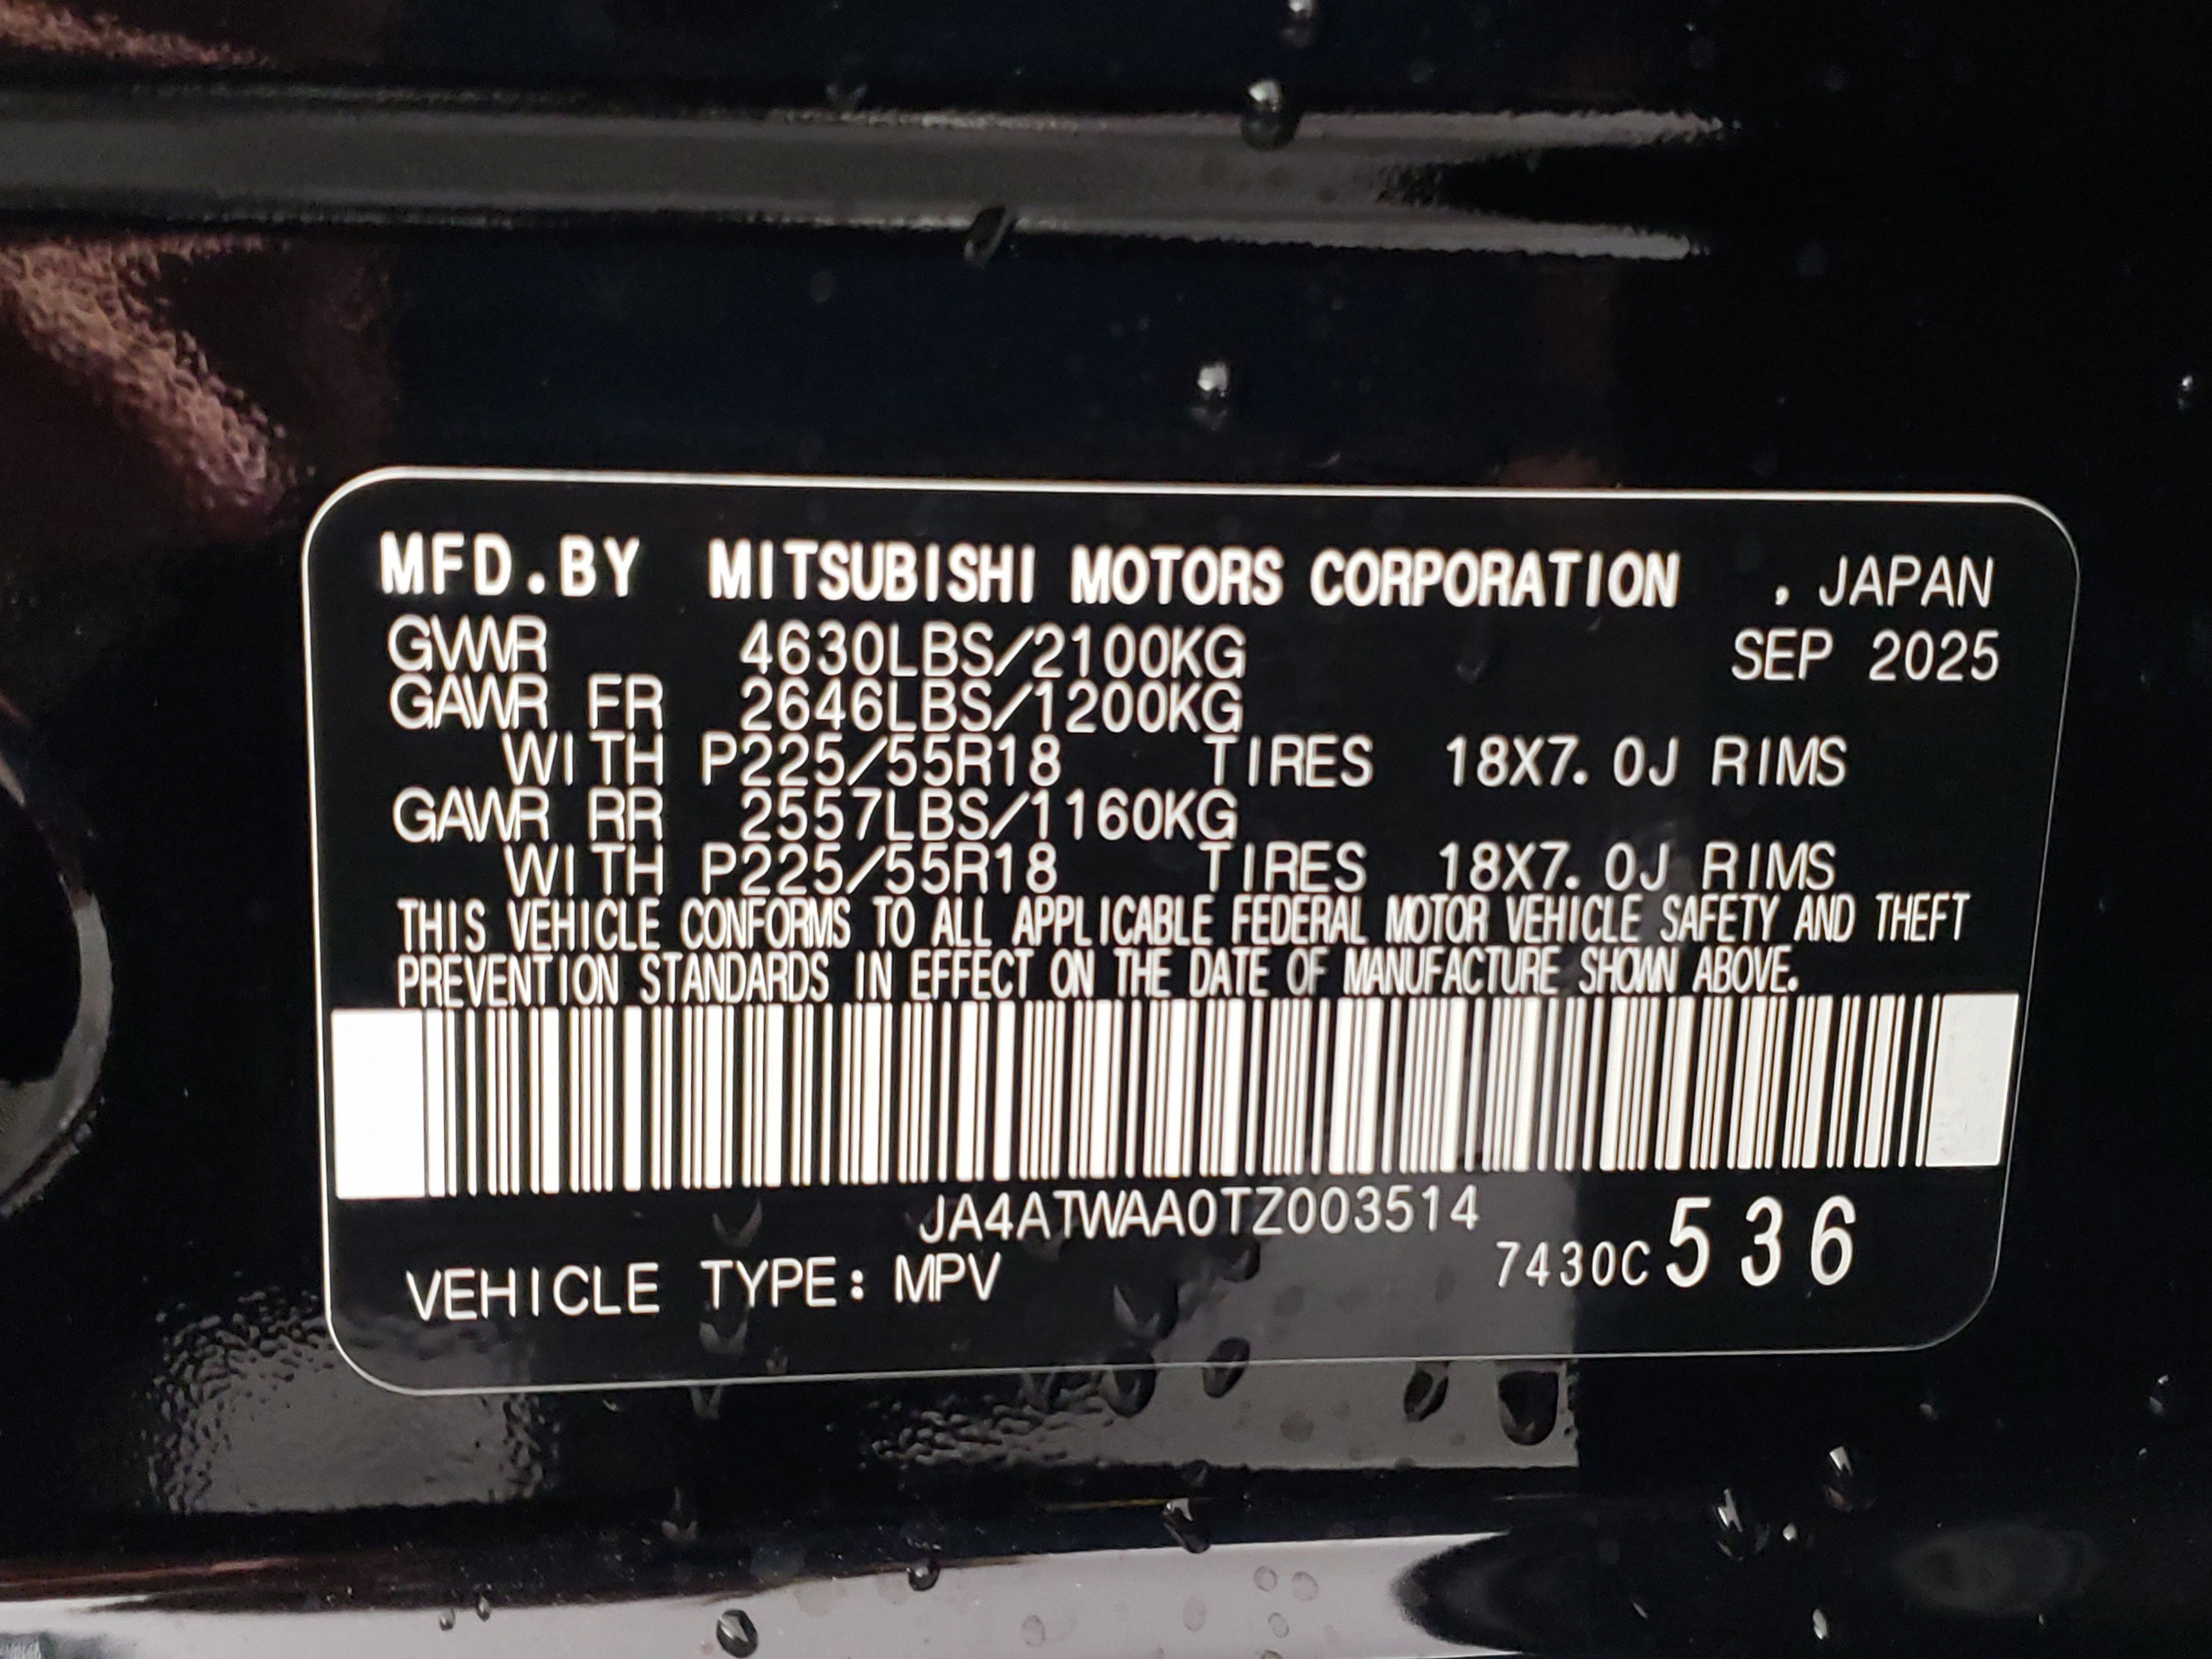 MFD.BY MITSUBISHI MOTORS CORPORATION , JAPAN
GVWR 4630LBS/2100KG SEP 2025
GAWR FR 2646LBS/1200KG
WITH P225/55R18 TIRES 18X7.0J RIMS
GAWR RR 2557LBS/1160KG
WITH P225/55R18 TIRES 18X7.0J RIMS
THIS VEHICLE CONFORMS TO ALL APPLICABLE FEDERAL MOTOR VEHICLE SAFETY AND THEFT
PREVENTION STANDARDS IN EFFECT ON THE DATE OF MANUFACTURE SHOWN ABOVE.
JA4ATWAA0TZ003514
VEHICLE TYPE: MPV 7430C 536